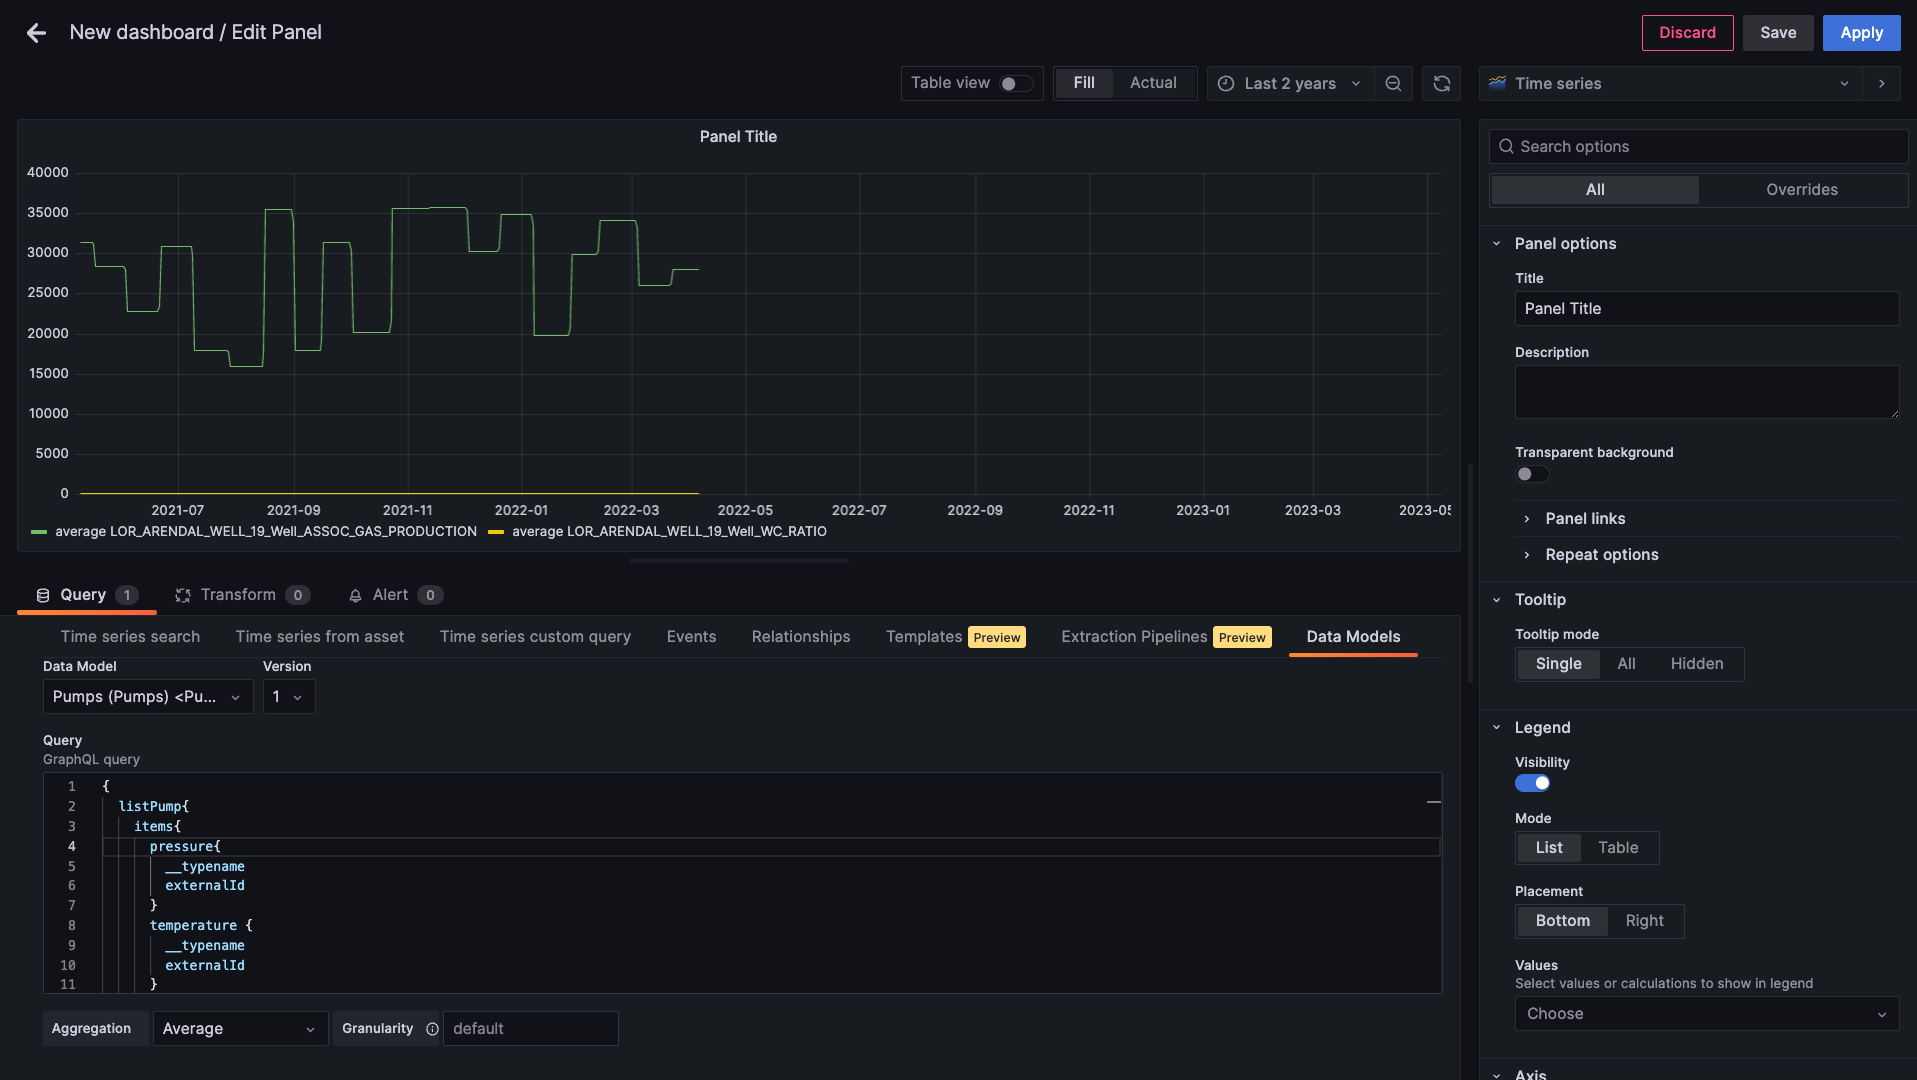 New dashboard / Edit Panel
Discard
Save
Apply
Table view
Fill
Actual
Last 2 years
Time series
Panel Title
40000
35000
30000
25000
20000
15000
10000
5000
0
2021-07
2021-09
2021-11
2022-01
2022-03
2022-05
2022-07
2022-09
2022-11
2023-01
2023-03
2023-05
average LOR_ARENDAL_WELL_19_Well_ASSOC_GAS_PRODUCTION
average LOR_ARENDAL_WELL_19_Well_WC_RATIO
Query 1
Transform 0
Alert 0
Time series search
Time series from asset
Time series custom query
Events
Relationships
Templates Preview
Extraction Pipelines Preview
Data Models
Data Model
Version
Pumps (Pumps) <Pu...
1
Query
GraphQL query
1 {
2 listPump{
3 items{
4 pressure{
5 __typename
6 externalId
7 }
8 temperature {
9 __typename
10 externalId
11 }
Aggregation
Average
Granularity
default
Search options
All
Overrides
Panel options
Title
Panel Title
Description
Transparent background
Panel links
Repeat options
Tooltip
Tooltip mode
Single
All
Hidden
Legend
Visibility
Mode
List
Table
Placement
Bottom
Right
Values
Select values or calculations to show in legend
Choose
Axis